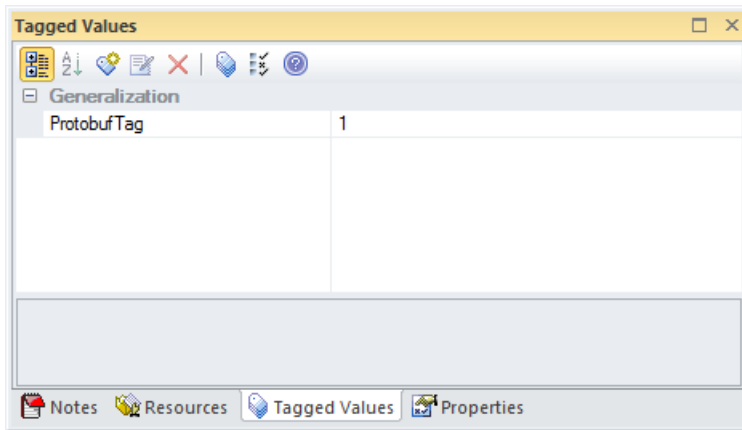 Tagged Values
Generalization
ProtobufTag 1
Notes Resources Tagged Values Properties